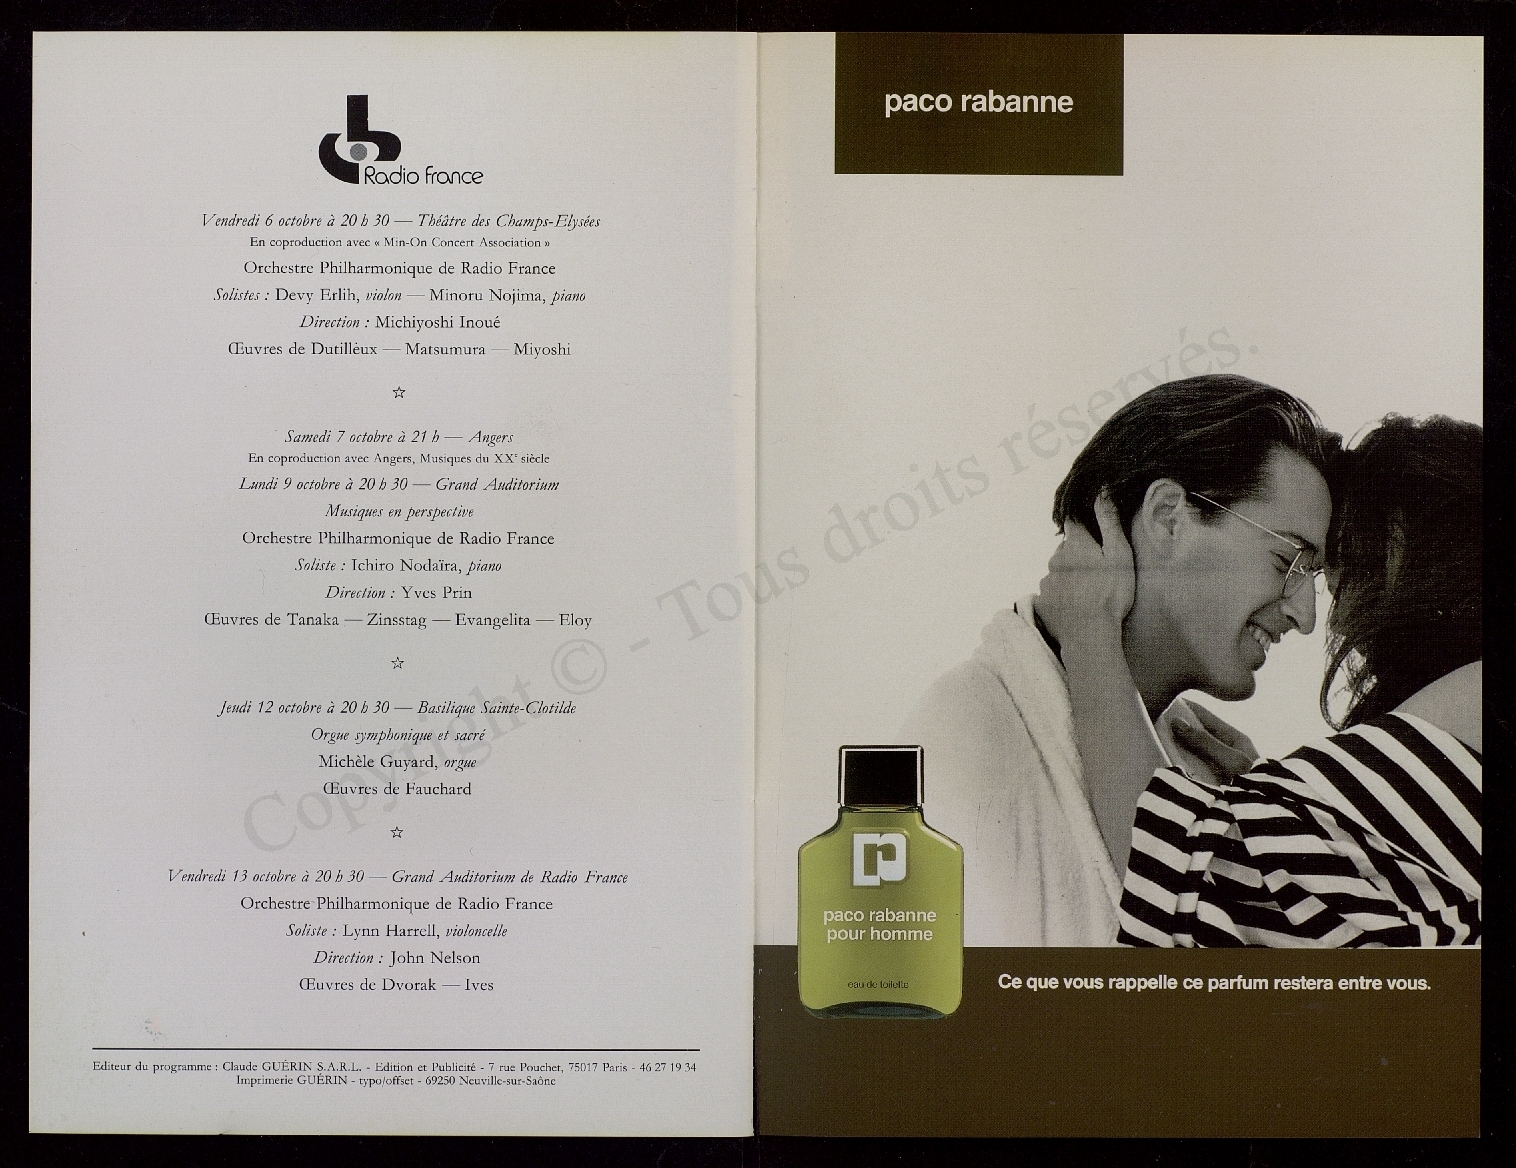 Radio france
Vendredi 6 octobre à 20 h 30 — Théâtre des Champs-Elysées
En coproduction avec « Min-On Concert Association »
Orchestre Philharmonique de Radio France
Solistes : Devy Erlih, violon — Minoru Nojima, piano
Direction : Michiyoshi Inoué
Œuvres de Dutilleux — Matsumura — Miyoshi
☆
Samedi 7 octobre à 21 h — Angers
En coproduction avec Angers, Musiques du XXe siècle
Lundi 9 octobre à 20 h 30 — Grand Auditorium
Musiques en perspective
Orchestre Philharmonique de Radio France
Soliste : Ichiro Nodaïra, piano
Direction : Yves Prin
Œuvres de Tanaka — Zinsstag — Evangelita — Eloy
☆
Jeudi 12 octobre à 20 h 30 — Basilique Sainte-Clotilde
Orgue symphonique et sacré
Michèle Guyard, orgue
Œuvres de Fauchard
☆
Vendredi 13 octobre à 20 h 30 — Grand Auditorium de Radio France
Orchestre Philharmonique de Radio France
Soliste : Lynn Harrell, violoncelle
Direction : John Nelson
Œuvres de Dvorak — Ives
Editeur du programme : Claude GUÉRIN S.A.R.L. - Edition et Publicité - 7 rue Pouchet, 75017 Paris - 46 27 19 34
Imprimerie GUÉRIN - typo/offset - 69250 Neuville-sur-Saône
paco rabanne
paco rabanne
pour homme
eau de toilette
Ce que vous rappelle ce parfum restera entre vous.
Copyright © - Tous droits réservés.